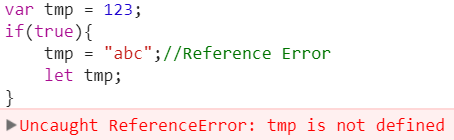 var tmp = 123;
if(true){
    tmp = "abc";//Reference Error
    let tmp;
}
▶Uncaught ReferenceError: tmp is not defined